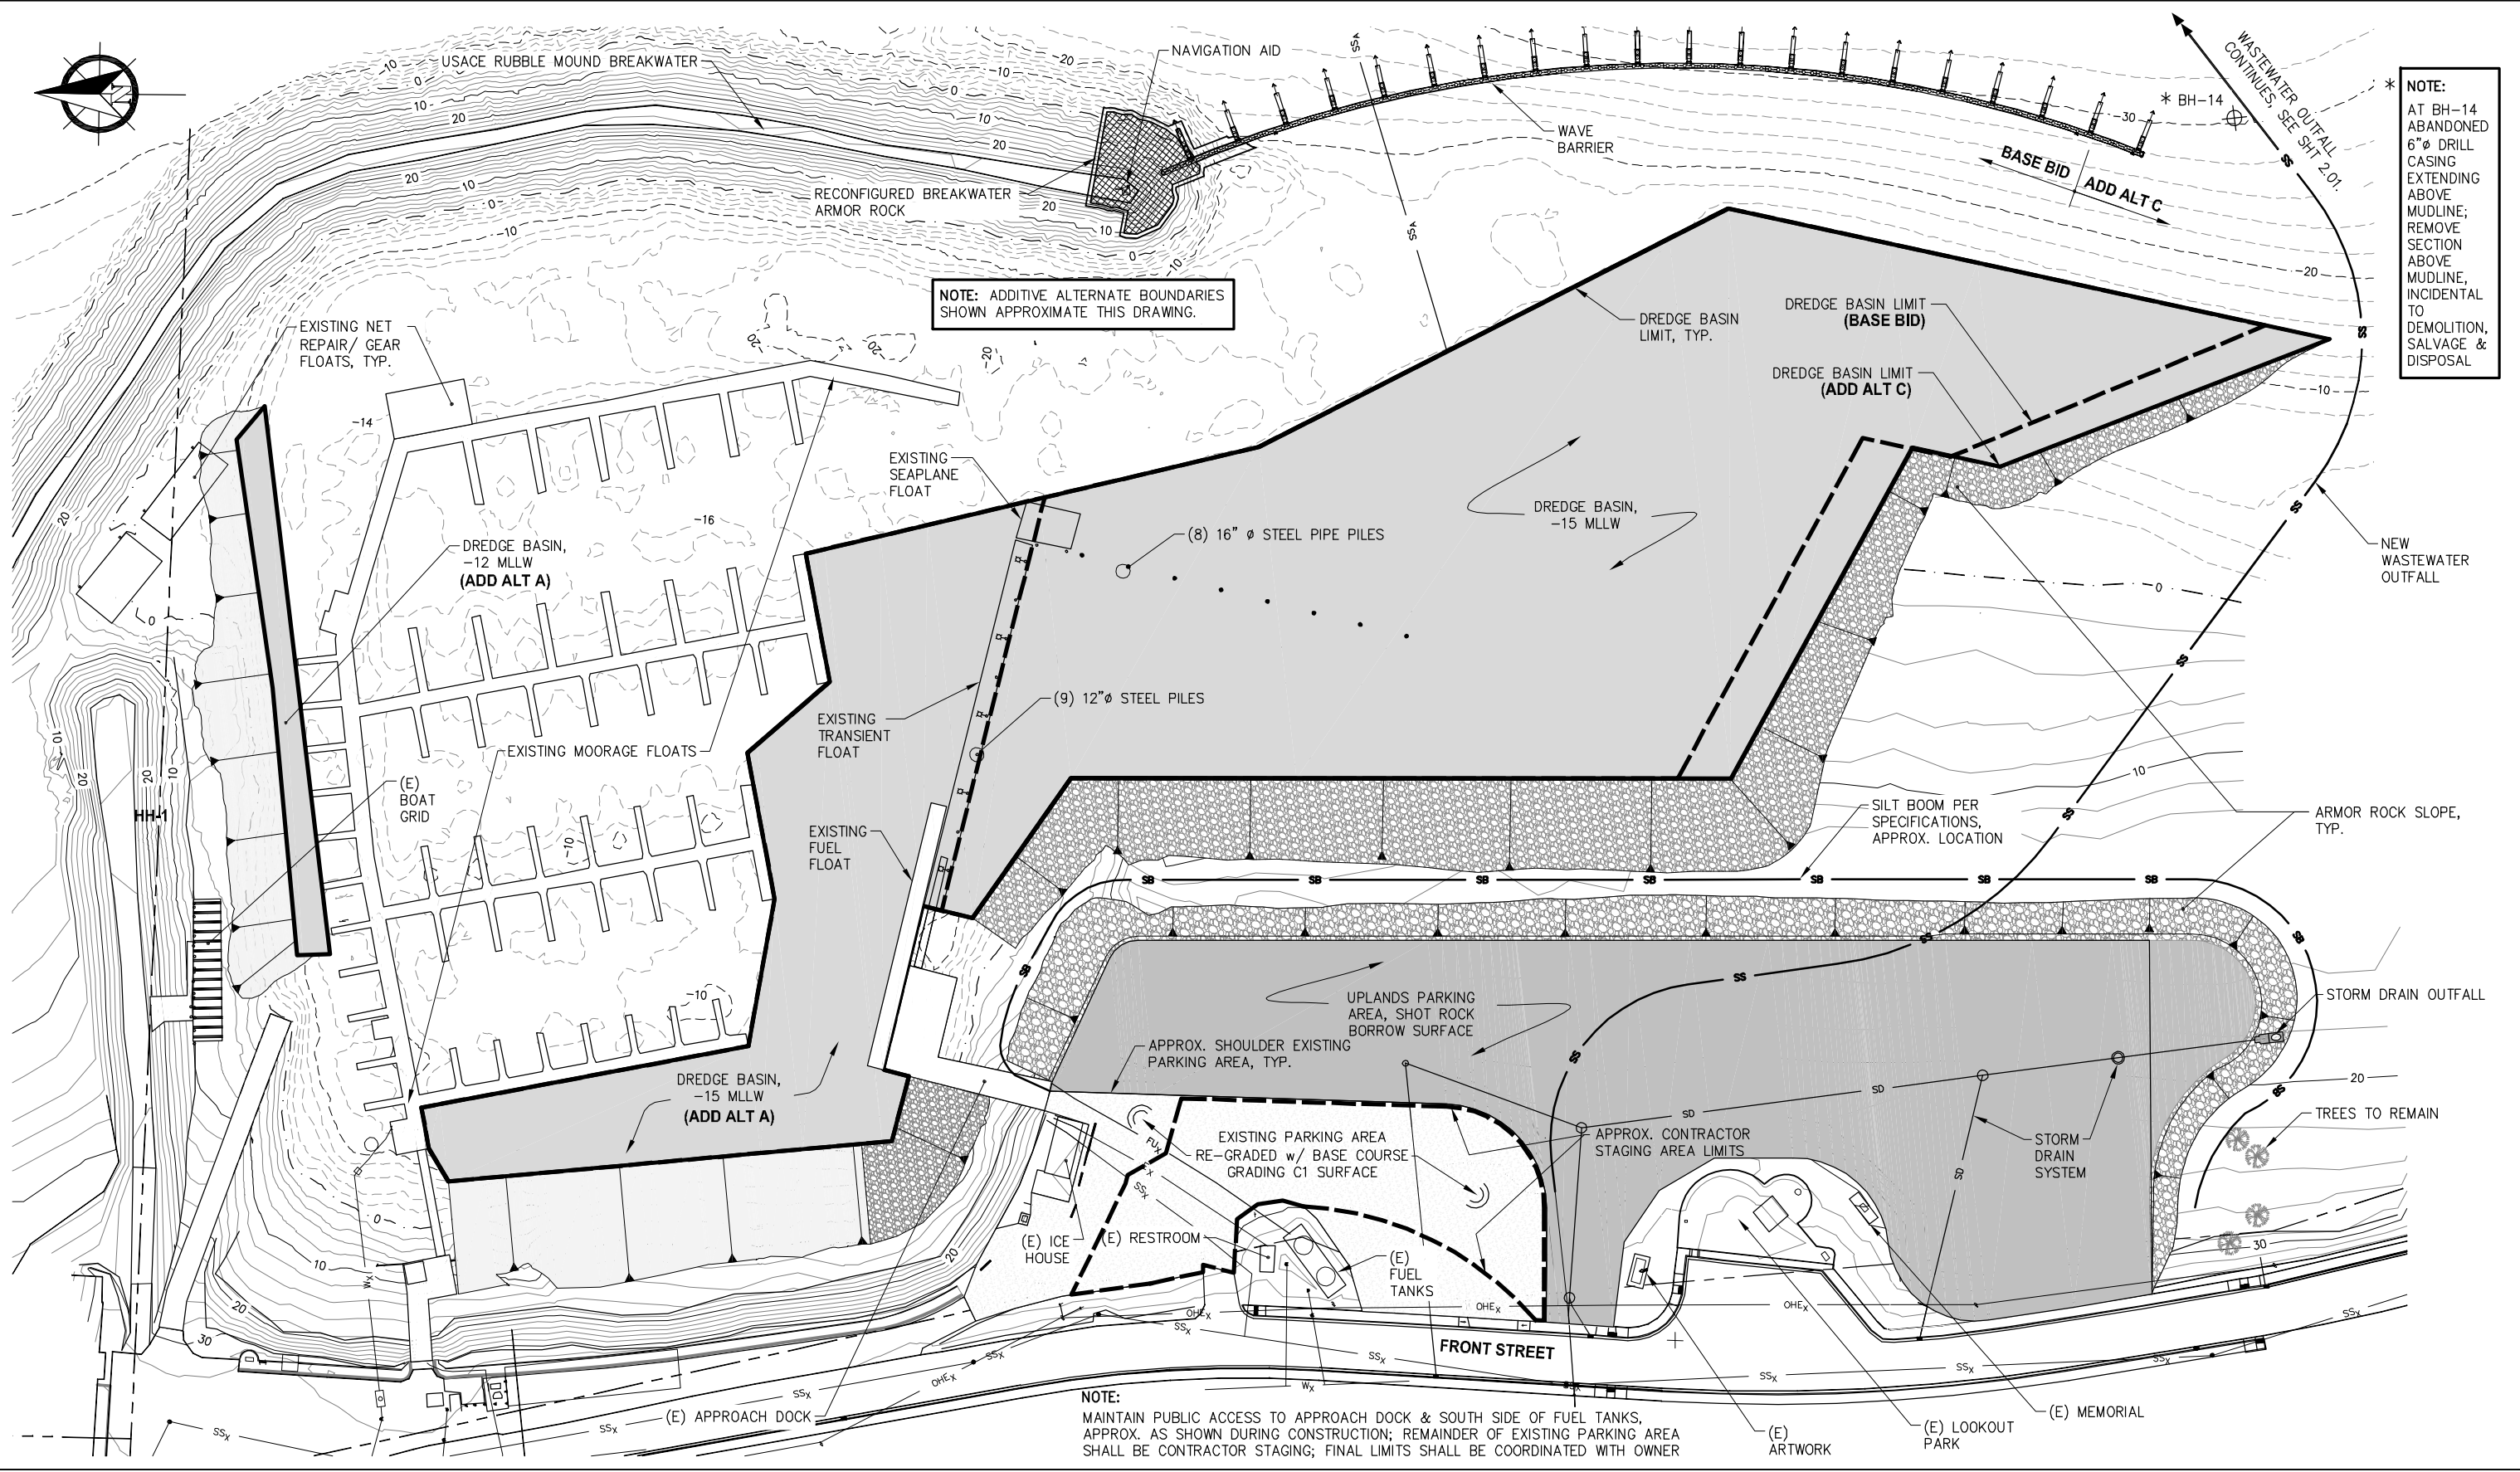 USACE RUBBLE MOUND BREAKWATER
NAVIGATION AID
WAVE
BARRIER
* BH-14
WASTEWATER OUTFALL
CONTINUES, SEE SHT 2.01.
BASE BID
ADD ALT C
*
NOTE:
AT BH-14
ABANDONED
6"ø DRILL
CASING
EXTENDING
ABOVE
MUDLINE;
REMOVE
SECTION
ABOVE
MUDLINE,
INCIDENTAL
TO
DEMOLITION,
SALVAGE &
DISPOSAL
RECONFIGURED BREAKWATER
ARMOR ROCK
NOTE: ADDITIVE ALTERNATE BOUNDARIES
SHOWN APPROXIMATE THIS DRAWING.
EXISTING NET
REPAIR/ GEAR
FLOATS, TYP.
DREDGE BASIN
LIMIT, TYP.
DREDGE BASIN LIMIT
(BASE BID)
DREDGE BASIN LIMIT
(ADD ALT C)
EXISTING
SEAPLANE
FLOAT
(8) 16" ø STEEL PIPE PILES
DREDGE BASIN,
-15 MLLW
DREDGE BASIN,
-12 MLLW
(ADD ALT A)
NEW
WASTEWATER
OUTFALL
(9) 12"ø STEEL PILES
EXISTING
TRANSIENT
FLOAT
EXISTING MOORAGE FLOATS
(E)
BOAT
GRID
HH-1
EXISTING
FUEL
FLOAT
SILT BOOM PER
SPECIFICATIONS,
APPROX. LOCATION
ARMOR ROCK SLOPE,
TYP.
SB SB SB SB SB SB SB
UPLANDS PARKING
AREA, SHOT ROCK
BORROW SURFACE
STORM DRAIN OUTFALL
APPROX. SHOULDER EXISTING
PARKING AREA, TYP.
DREDGE BASIN,
-15 MLLW
(ADD ALT A)
EXISTING PARKING AREA
RE-GRADED w/ BASE COURSE
GRADING C1 SURFACE
APPROX. CONTRACTOR
STAGING AREA LIMITS
STORM
DRAIN
SYSTEM
TREES TO REMAIN
(E) ICE
HOUSE
(E) RESTROOM
(E)
FUEL
TANKS
FRONT STREET
(E) APPROACH DOCK
NOTE:
MAINTAIN PUBLIC ACCESS TO APPROACH DOCK & SOUTH SIDE OF FUEL TANKS,
APPROX. AS SHOWN DURING CONSTRUCTION; REMAINDER OF EXISTING PARKING AREA
SHALL BE CONTRACTOR STAGING; FINAL LIMITS SHALL BE COORDINATED WITH OWNER
(E)
ARTWORK
(E) LOOKOUT
PARK
(E) MEMORIAL